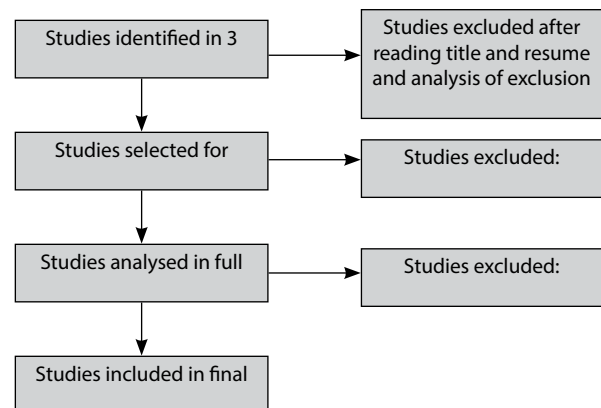 Studies identified in 3
Studies excluded after
reading title and resume
and analysis of exclusion
Studies selected for
Studies excluded:
Studies analysed in full
Studies excluded:
Studies included in final